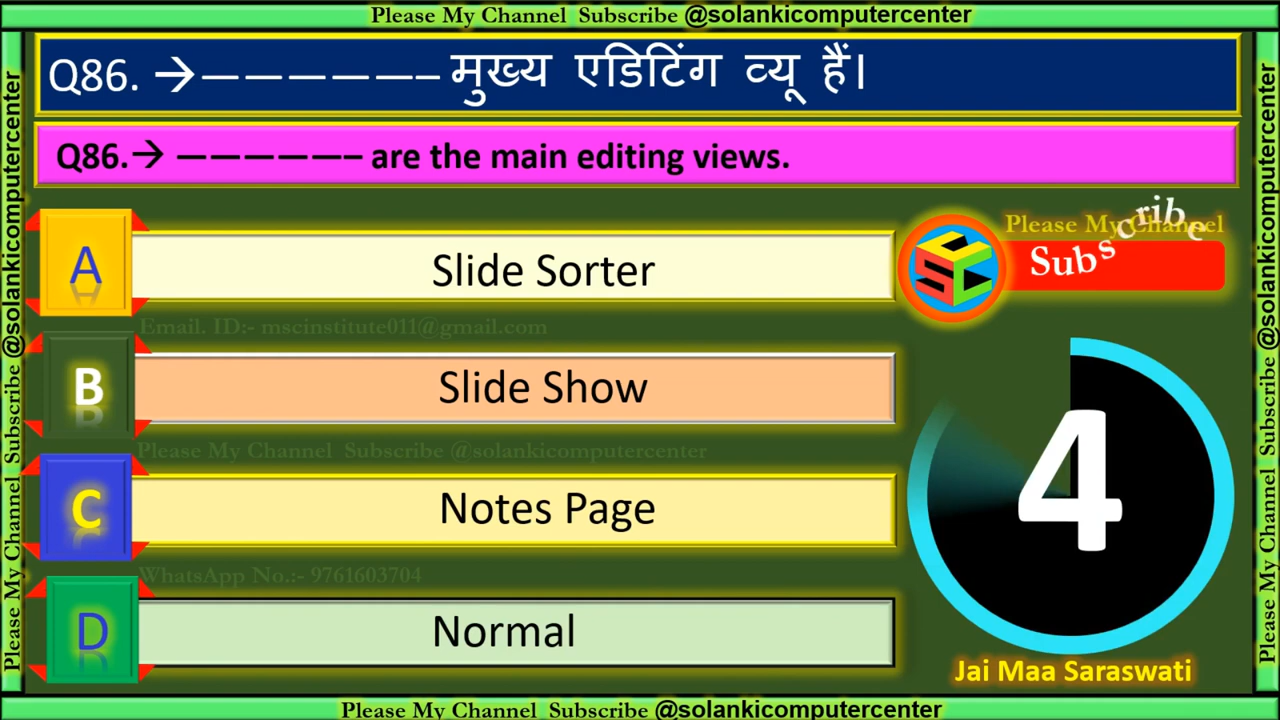 Please My Channel Subscribe @solankicomputercenter
Q86. →—————— मुख्य एडिटिंग व्यू हैं।
Q86.→ —————— are the main editing views.
A
Slide Sorter
Please My Channel
Subscribe
Email. ID:- mscinstitute011@gmail.com
B
Slide Show
Please My Channel Subscribe @solankicomputercenter
C
Notes Page
4
WhatsApp No.:- 9761603704
D
Normal
Jai Maa Saraswati
Please My Channel Subscribe @solankicomputercenter
Please My Channel Subscribe @solankicomputercenter
Please My Channel Subscribe @solankicomputercenter
SCC